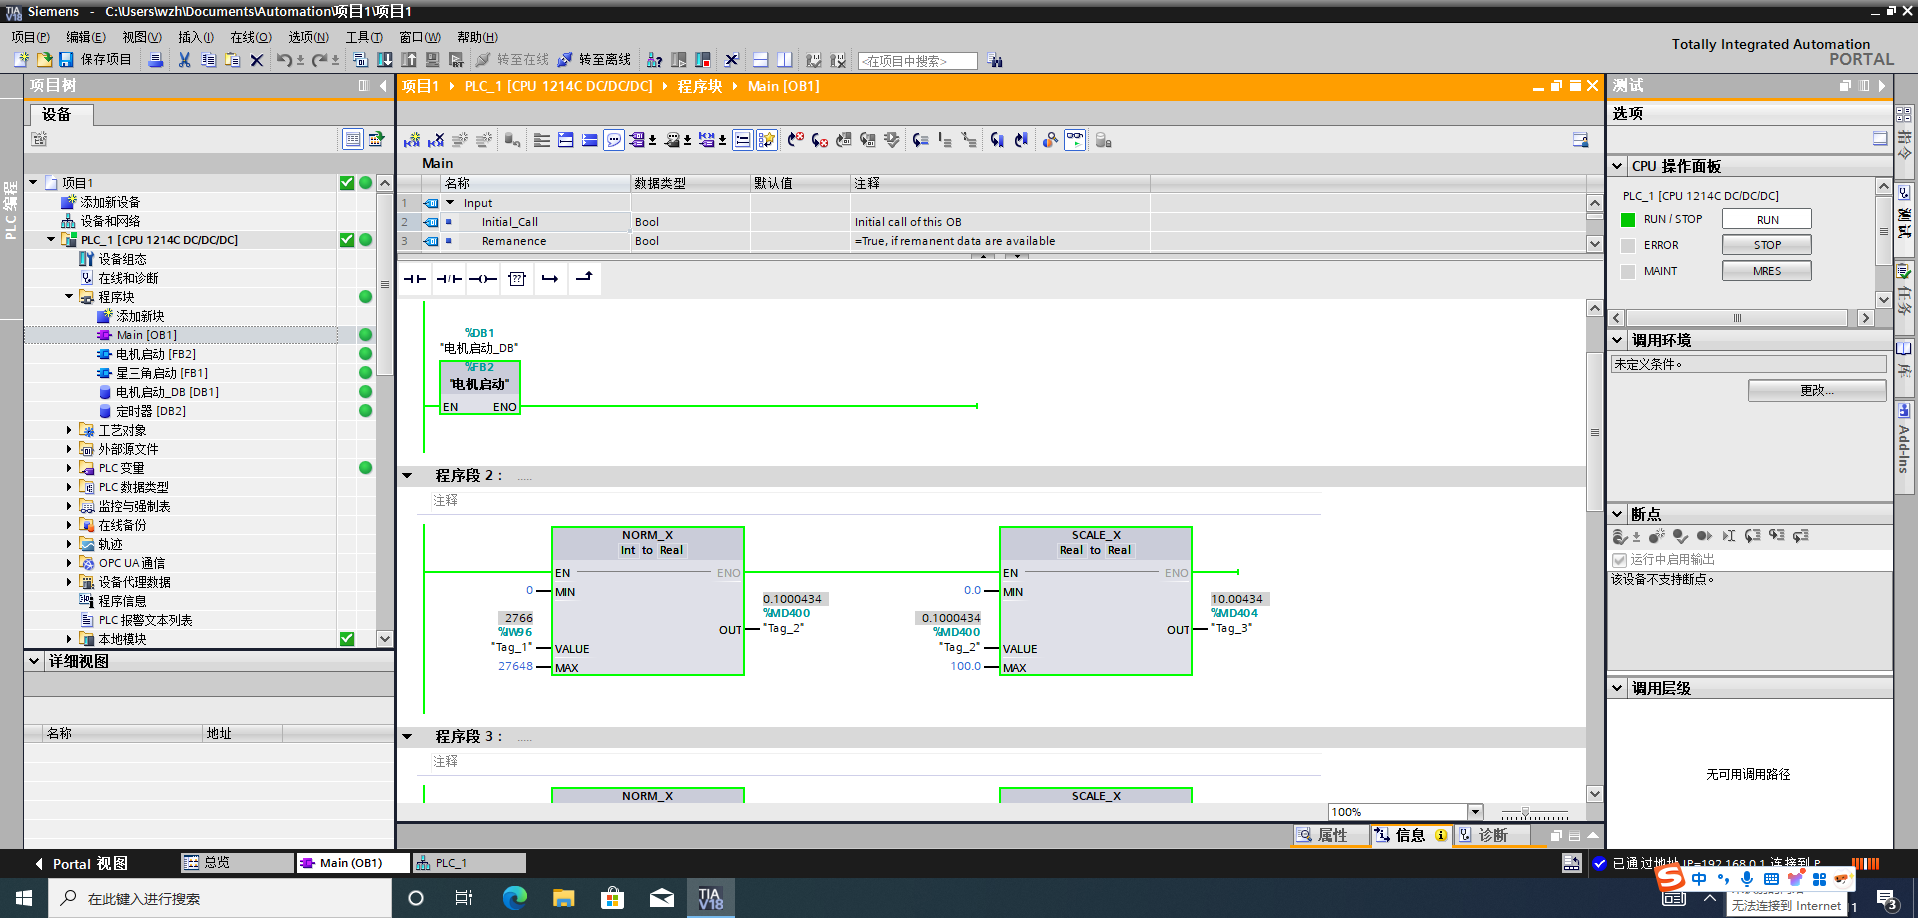 Siemens - C:\Users\wzh\Documents\Automation\项目1\项目1
项目(P) 编辑(E) 视图(V) 插入(I) 在线(O) 选项(N) 工具(T) 窗口(W) 帮助(H)
Totally Integrated Automation
PORTAL
保存项目 转至在线 转至离线 <在项目中搜索>
项目树
设备
PLC 编程
项目1
添加新设备
设备和网络
PLC_1 [CPU 1214C DC/DC/DC]
设备组态
在线和诊断
程序块
添加新块
Main [OB1]
电机启动 [FB2]
星三角启动 [FB1]
电机启动_DB [DB1]
定时器 [DB2]
工艺对象
外部源文件
PLC 变量
PLC 数据类型
监控与强制表
在线备份
轨迹
OPC UA 通信
设备代理数据
程序信息
PLC 报警文本列表
本地模块
详细视图
名称 地址
项目1 PLC_1 [CPU 1214C DC/DC/DC] 程序块 Main [OB1]
Main
名称 数据类型 默认值 注释
1 Input
2 Initial_Call Bool Initial call of this OB
3 Remanence Bool =True, if remanent data are available
%DB1
"电机启动_DB"
%FB2
"电机启动"
EN ENO
程序段 2： .....
注释
NORM_X
Int to Real
EN ENO
0 MIN
2766
%IW96
"Tag_1" VALUE
27648 MAX
0.1000434
%MD400
OUT "Tag_2"
SCALE_X
Real to Real
EN ENO
0.0 MIN
0.1000434
%MD400
"Tag_2" VALUE
100.0 MAX
10.00434
%MD404
OUT "Tag_3"
程序段 3： .....
注释
NORM_X SCALE_X
100%
属性 信息 诊断
测试
选项
CPU 操作面板
PLC_1 [CPU 1214C DC/DC/DC]
RUN / STOP RUN
ERROR STOP
MAINT MRES
调用环境
未定义条件。
更改...
断点
运行中启用输出
该设备不支持断点。
调用层级
无可用调用路径
测试
任务
库
Add-Ins
Portal 视图 总览 Main (OB1) PLC_1
已通过地址 IP=192.168.0.1 连接到 P
中
在此键入进行搜索
TIA V18
无法连接到 Internet
3